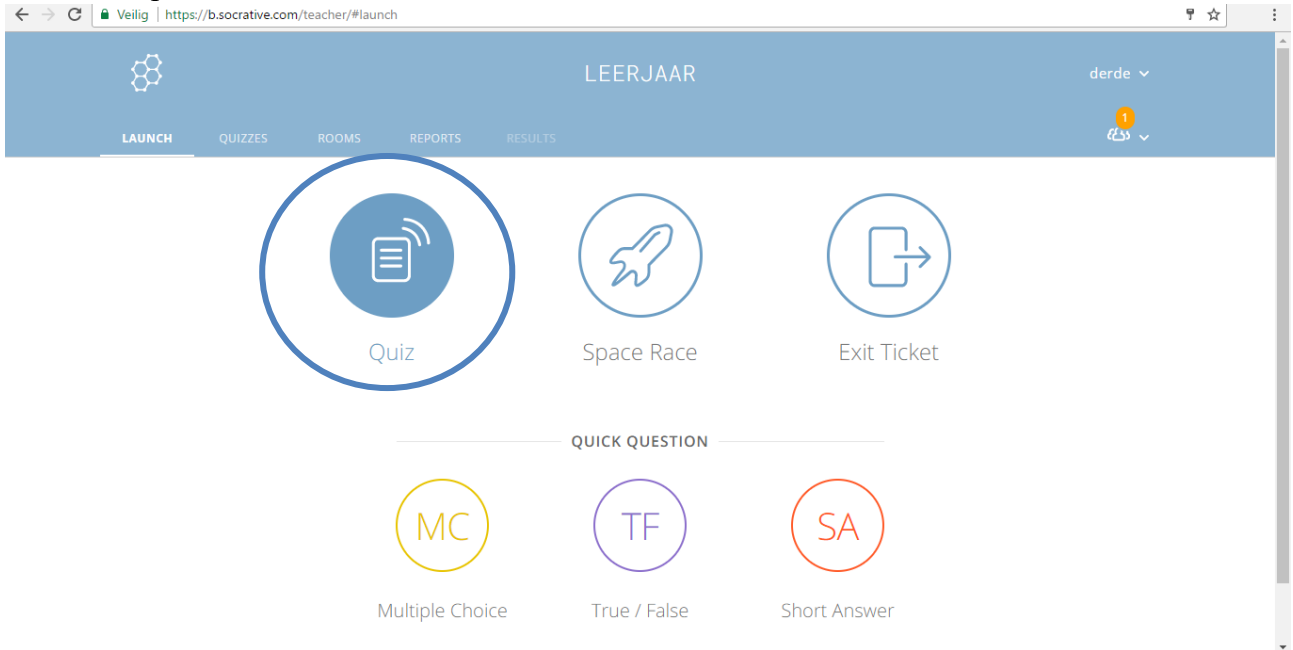 Veilig https://b.socrative.com/teacher/#launch
LEERJAAR
derde
1
LAUNCH QUIZZES ROOMS REPORTS RESULTS
Quiz Space Race Exit Ticket
QUICK QUESTION
MC TF SA
Multiple Choice True / False Short Answer